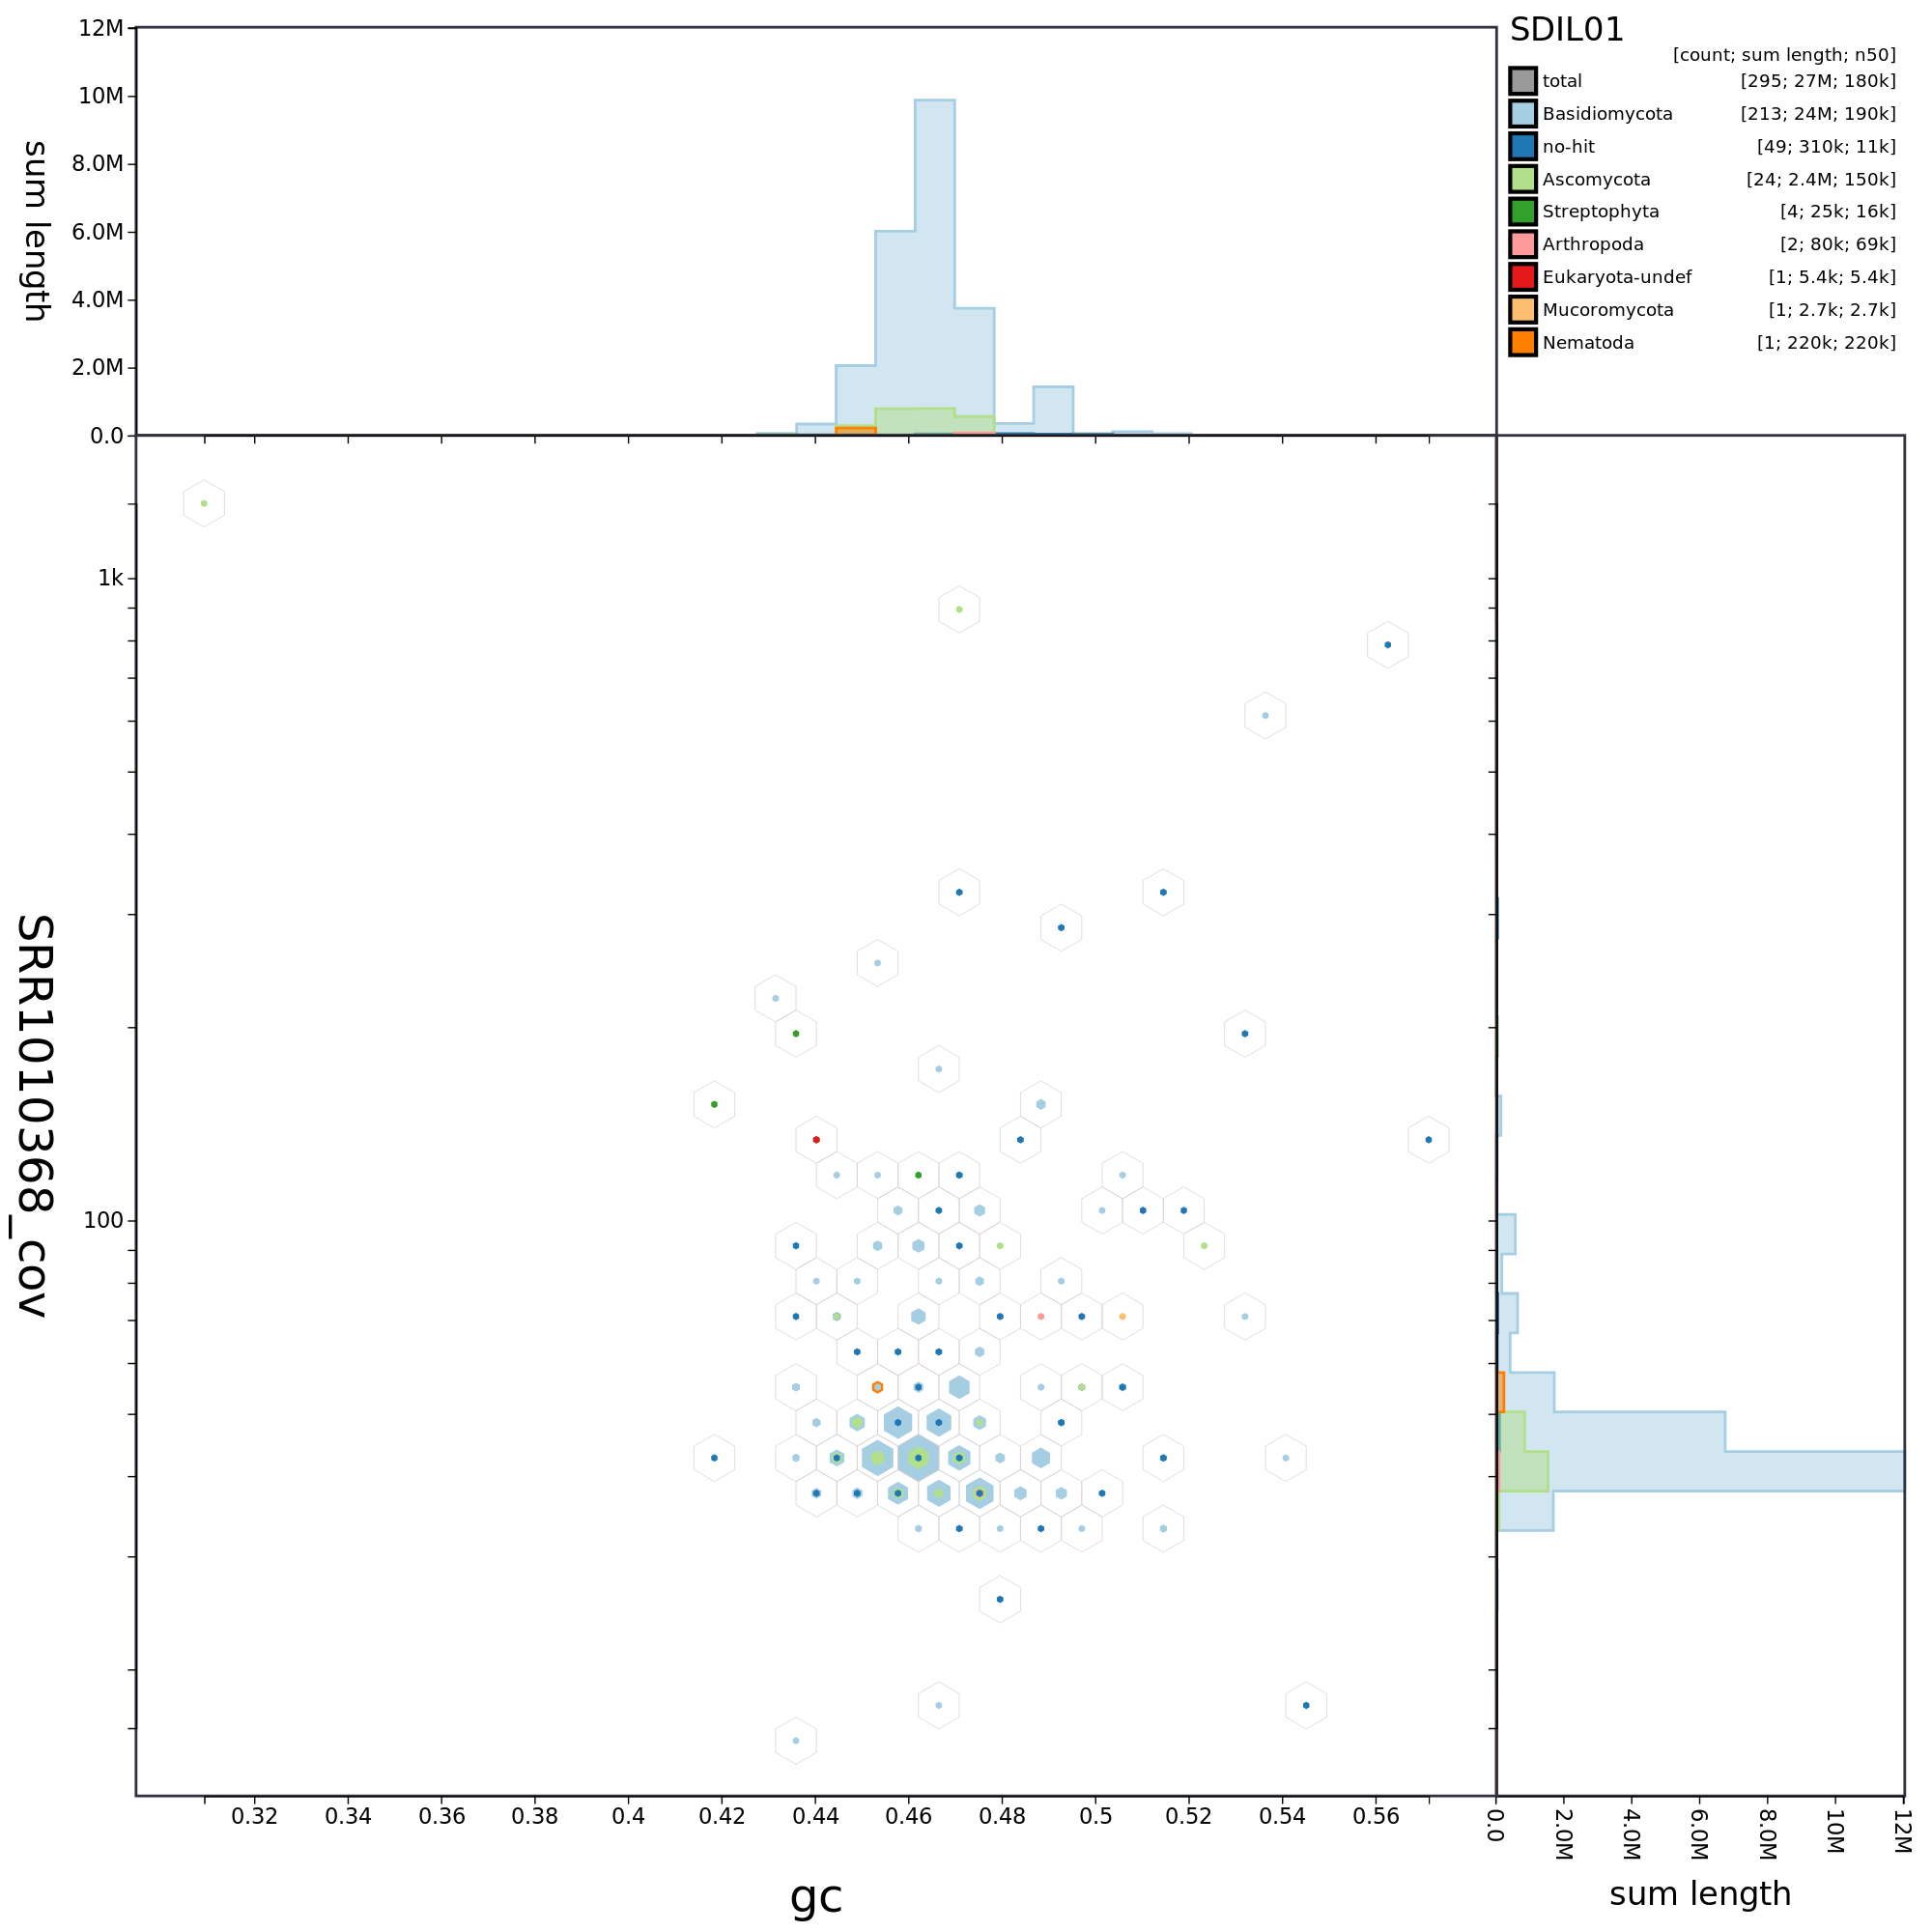 12M
10M
8.0M
6.0M
4.0M
2.0M
0.0
sum length
SDIL01
[count; sum length; n50]
total [295; 27M; 180k]
Basidiomycota [213; 24M; 190k]
no-hit [49; 310k; 11k]
Ascomycota [24; 2.4M; 150k]
Streptophyta [4; 25k; 16k]
Arthropoda [2; 80k; 69k]
Eukaryota-undef [1; 5.4k; 5.4k]
Mucoromycota [1; 2.7k; 2.7k]
Nematoda [1; 220k; 220k]
1k
100
SRR1010368_cov
0.32 0.34 0.36 0.38 0.4 0.42 0.44 0.46 0.48 0.5 0.52 0.54 0.56
gc
0.0 2.0M 4.0M 6.0M 8.0M 10M 12M
sum length